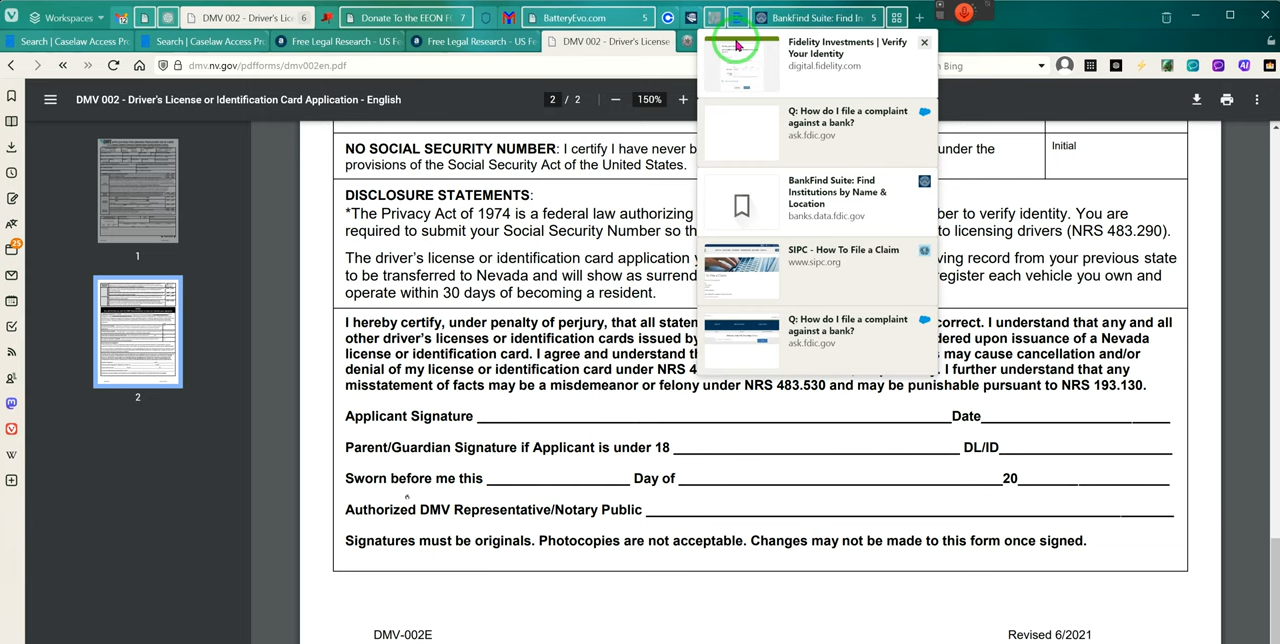 Workspaces
DMV 002 - Driver's Lic 6
Donate To the EEON F 7
BatteryEvo.com 5
BankFind Suite: Find In 5
Search | Caselaw Acc
Search | Caselaw Acc
Free Legal Research - US F
Free Legal Research - US F
DMV 002 - Driver's License
dmv.nv.gov/pdfforms/dmv002en.pdf
h Bing
DMV 002 - Driver's License or Identification Card Application - English
2 / 2
150%
Fidelity Investments | Verify
Your Identity
digital.fidelity.com
Q: How do I file a complaint
against a bank?
ask.fdic.gov
BankFind Suite: Find
Institutions by Name &
Location
banks.data.fdic.gov
SIPC - How To File a Claim
www.sipc.org
Q: How do I file a complaint
against a bank?
ask.fdic.gov
25
1
2
NO SOCIAL SECURITY NUMBER: I certify I have never b under the
Initial
provisions of the Social Security Act of the United States.
DISCLOSURE STATEMENTS:
*The Privacy Act of 1974 is a federal law authorizing ber to verify identity. You are
required to submit your Social Security Number so th to licensing drivers (NRS 483.290).
The driver's license or identification card application y ving record from your previous state
to be transferred to Nevada and will show as surrend register each vehicle you own and
operate within 30 days of becoming a resident.
I hereby certify, under penalty of perjury, that all statem correct. I understand that any and all
other driver's licenses or identification cards issued by dered upon issuance of a Nevada
license or identification card. I agree and understand th may cause cancellation and/or
denial of my license or identification card under NRS 4 I further understand that any
misstatement of facts may be a misdemeanor or felony under NRS 483.530 and may be punishable pursuant to NRS 193.130.
Applicant Signature Date
Parent/Guardian Signature if Applicant is under 18 DL/ID
Sworn before me this Day of 20
Authorized DMV Representative/Notary Public
Signatures must be originals. Photocopies are not acceptable. Changes may not be made to this form once signed.
DMV-002E Revised 6/2021